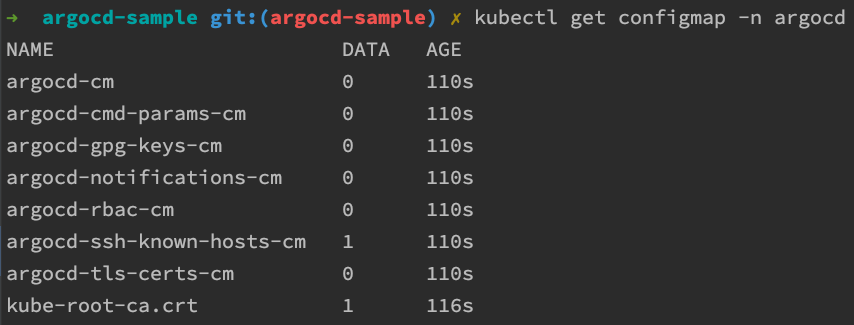 ➜ argocd-sample git:(argocd-sample) ✗ kubectl get configmap -n argocd
NAME DATA AGE
argocd-cm 0 110s
argocd-cmd-params-cm 0 110s
argocd-gpg-keys-cm 0 110s
argocd-notifications-cm 0 110s
argocd-rbac-cm 0 110s
argocd-ssh-known-hosts-cm 1 110s
argocd-tls-certs-cm 0 110s
kube-root-ca.crt 1 116s